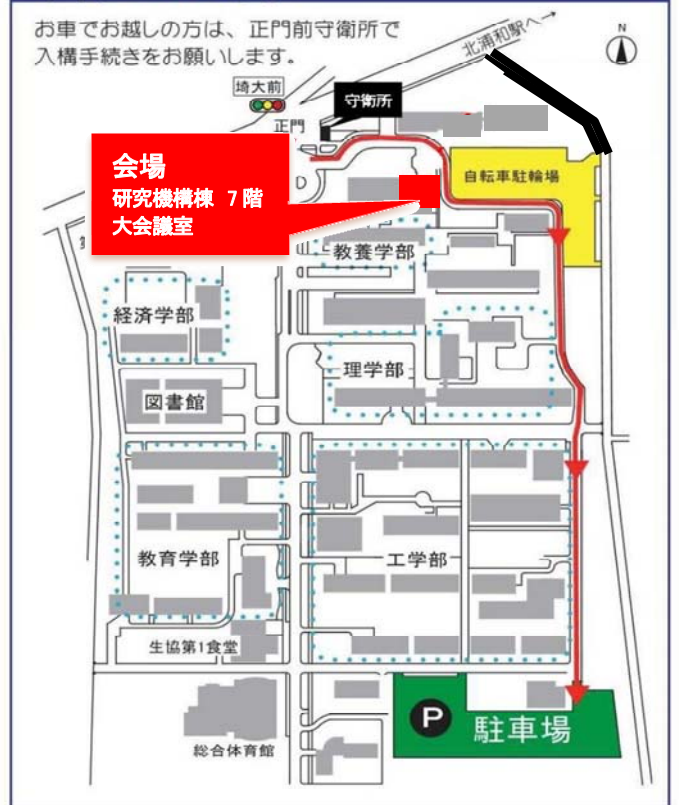 お車でお越しの方は、正門前守衛所で
入構手続きをお願いします。
北浦和駅へ→
N
埼大前
守衛所
正門
会場
研究機構棟 7階
大会議室
自転車駐輪場
教養学部
経済学部
理学部
図書館
教育学部
工学部
生協第1食堂
P
駐車場
総合体育館